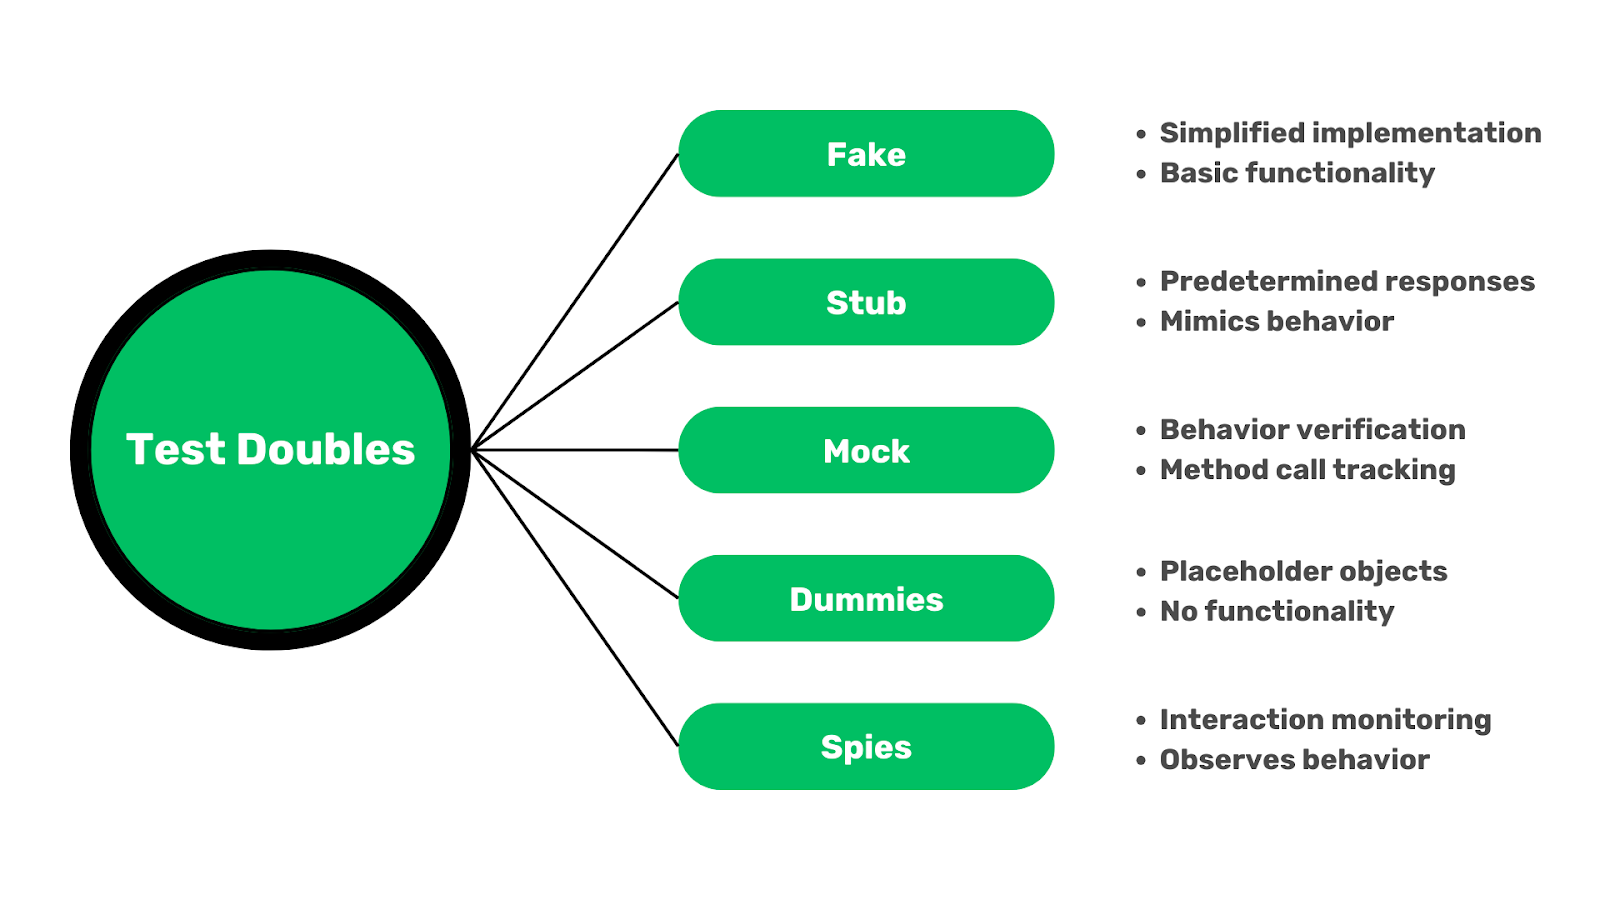 Test Doubles
Fake
• Simplified implementation
• Basic functionality
Stub
• Predetermined responses
• Mimics behavior
Mock
• Behavior verification
• Method call tracking
Dummies
• Placeholder objects
• No functionality
Spies
• Interaction monitoring
• Observes behavior